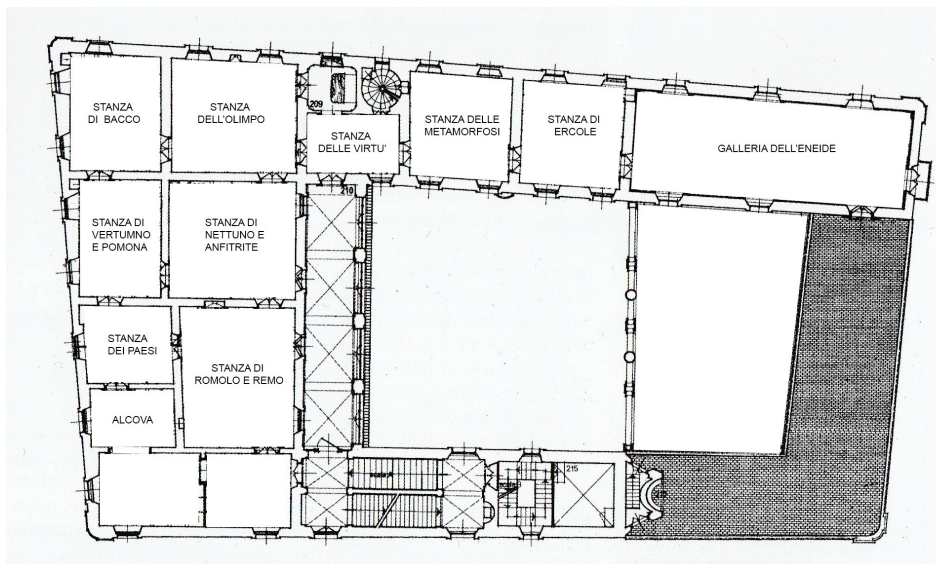 STANZA
DI BACCO
STANZA
DELL'OLIMPO
209
STANZA
DELLE VIRTU'
STANZA DELLE
METAMORFOSI
STANZA DI
ERCOLE
GALLERIA DELL'ENEIDE
210
STANZA DI
VERTUMNO
E POMONA
STANZA DI
NETTUNO E
ANFITRITE
STANZA
DEI PAESI
STANZA DI
ROMOLO E REMO
ALCOVA
scala A
215